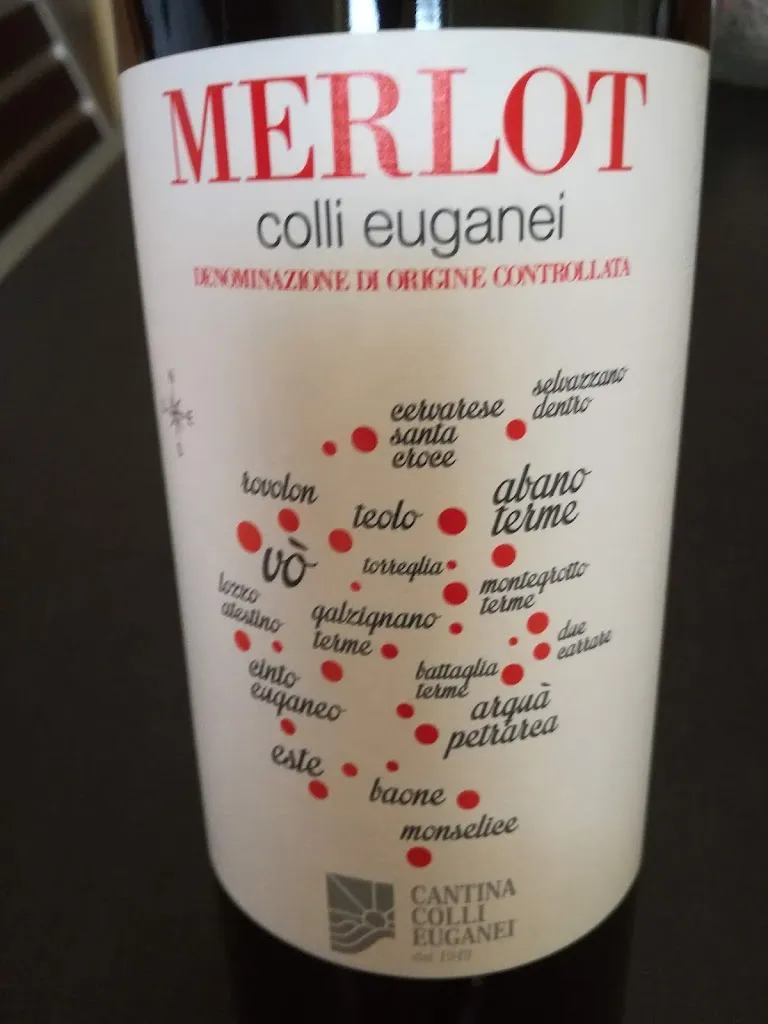 MERLOT
colli euganei
DENOMINAZIONE DI ORIGINE CONTROLLATA
selvazzano
dentro
cervarese
santa
croce
rovolon
teolo
abano
terme
vò
torreglia
montegrotto
terme
lozzo
atestino
galzignano
terme
due
carrare
cinto
euganeo
battaglia
terme
arquà
petrarca
este
baone
monselice
CANTINA
COLLI
EUGANEI
dal 1949